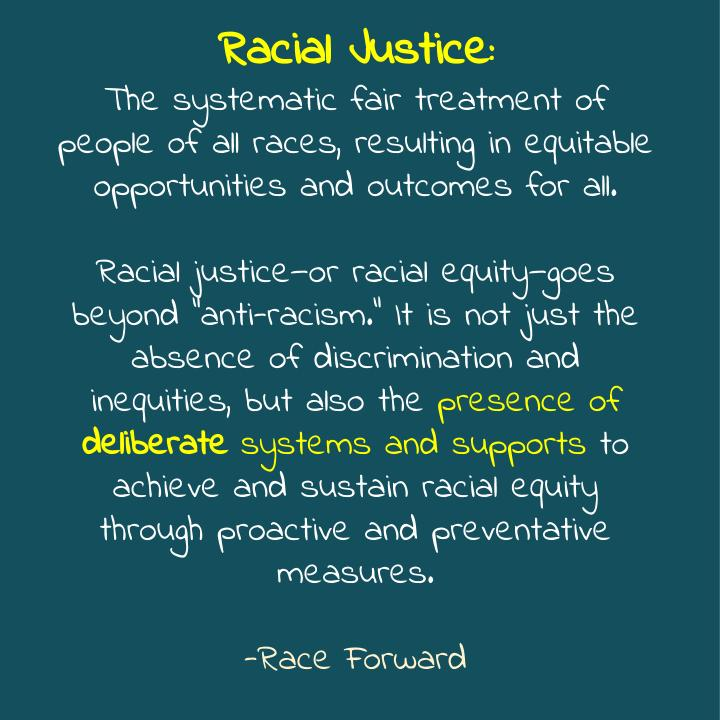 Racial Justice:
The systematic fair treatment of
people of all races, resulting in equitable
opportunities and outcomes for all.
Racial justice—or racial equity—goes
beyond "anti-racism." It is not just the
absence of discrimination and
inequities, but also the presence of
deliberate systems and supports to
achieve and sustain racial equity
through proactive and preventative
measures.
-Race Forward